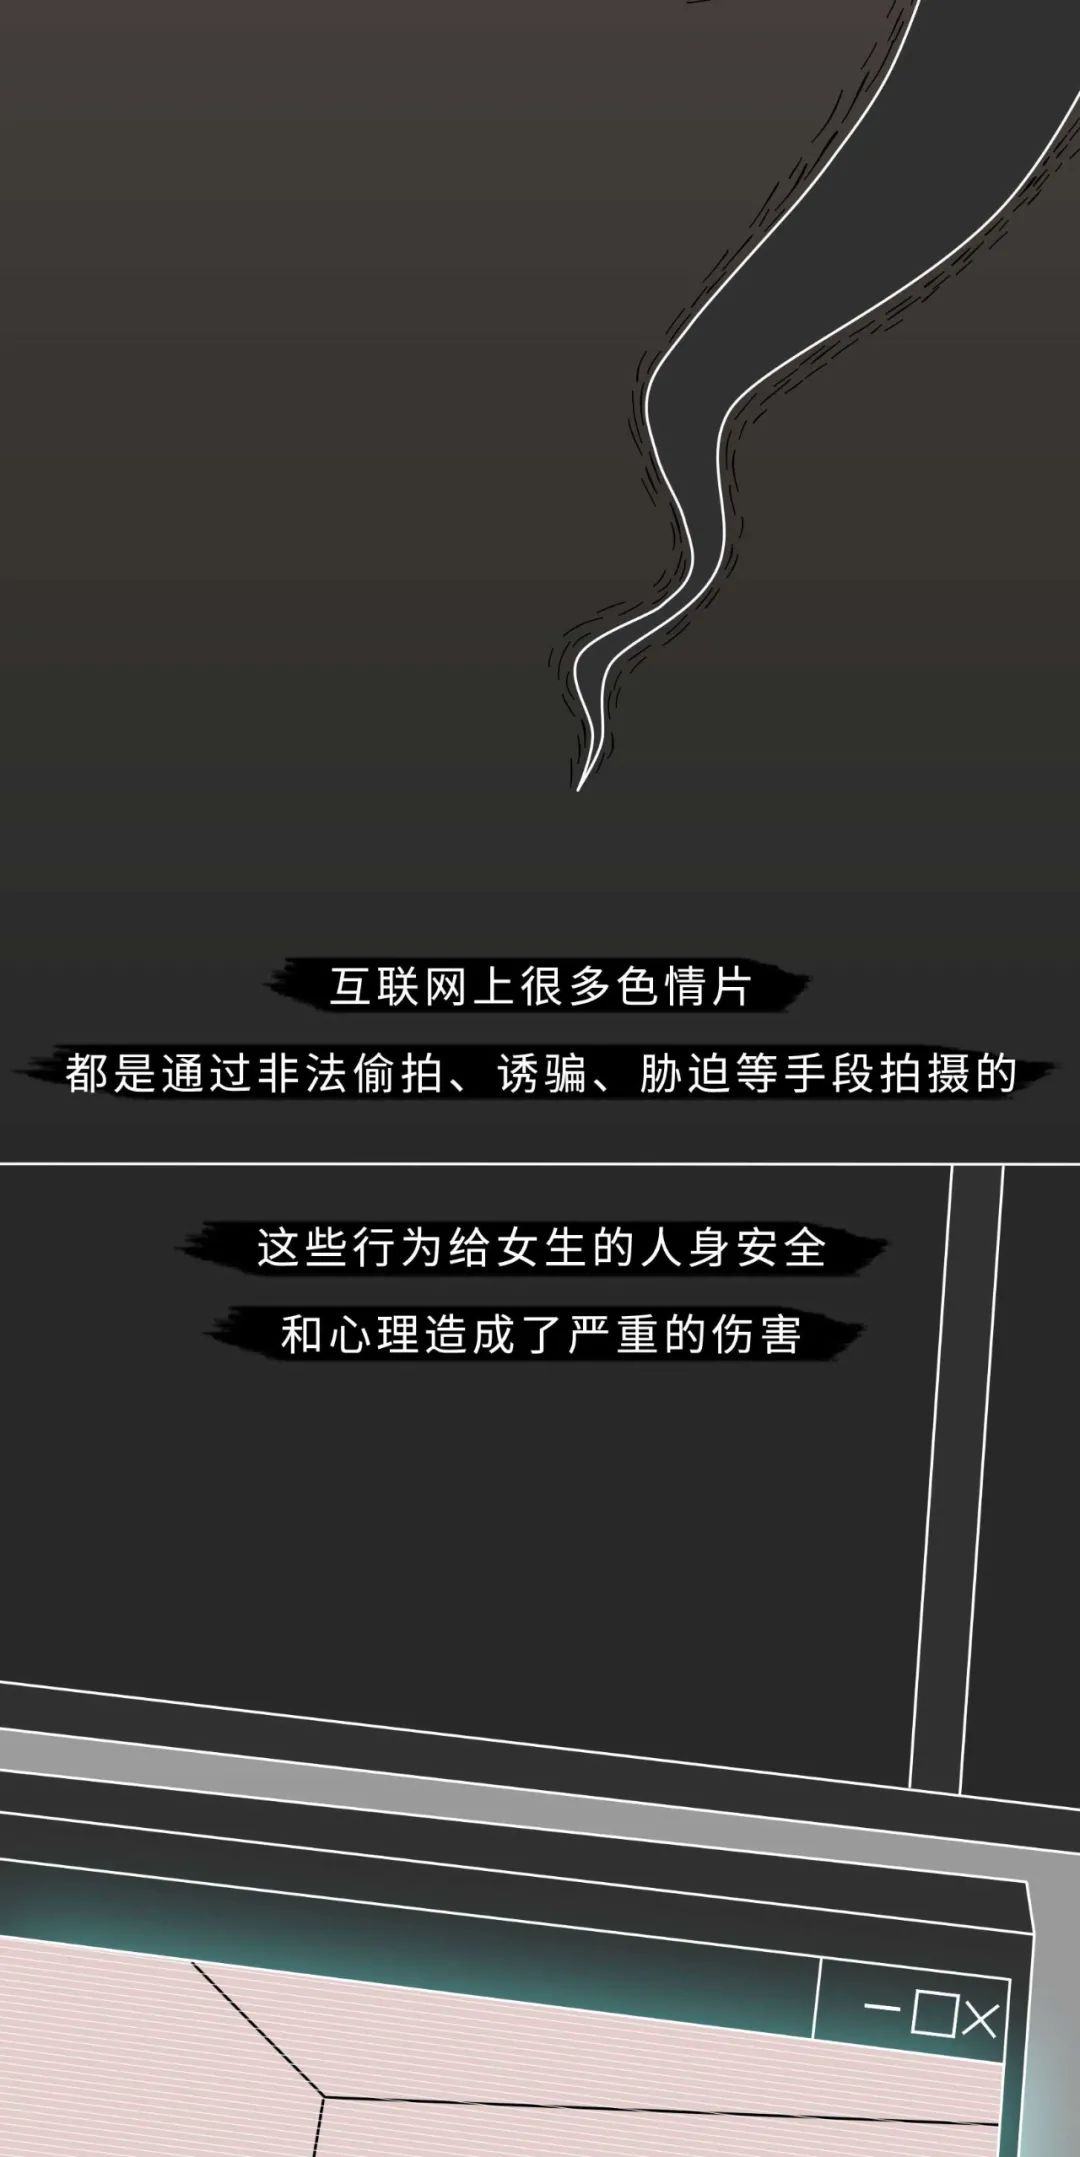 互联网上很多色情片
都是通过非法偷拍、诱骗、胁迫等手段拍摄的
这些行为给女生的人身安全
和心理造成了严重的伤害